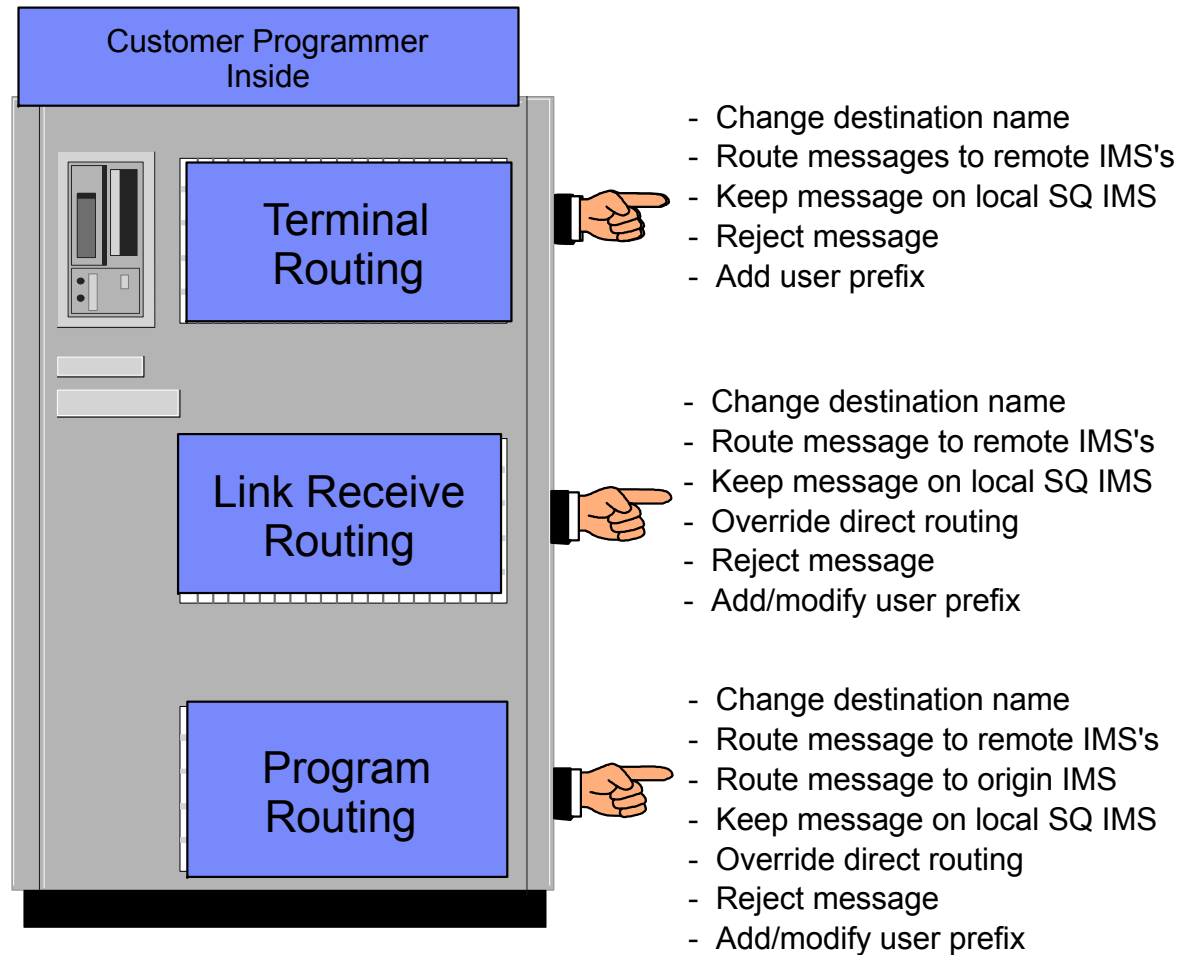 Customer Programmer
Inside
Terminal
Routing
- Change destination name
- Route messages to remote IMS's
- Keep message on local SQ IMS
- Reject message
- Add user prefix
Link Receive
Routing
- Change destination name
- Route message to remote IMS's
- Keep message on local SQ IMS
- Override direct routing
- Reject message
- Add/modify user prefix
Program
Routing
- Change destination name
- Route message to remote IMS's
- Route message to origin IMS
- Keep message on local SQ IMS
- Override direct routing
- Reject message
- Add/modify user prefix